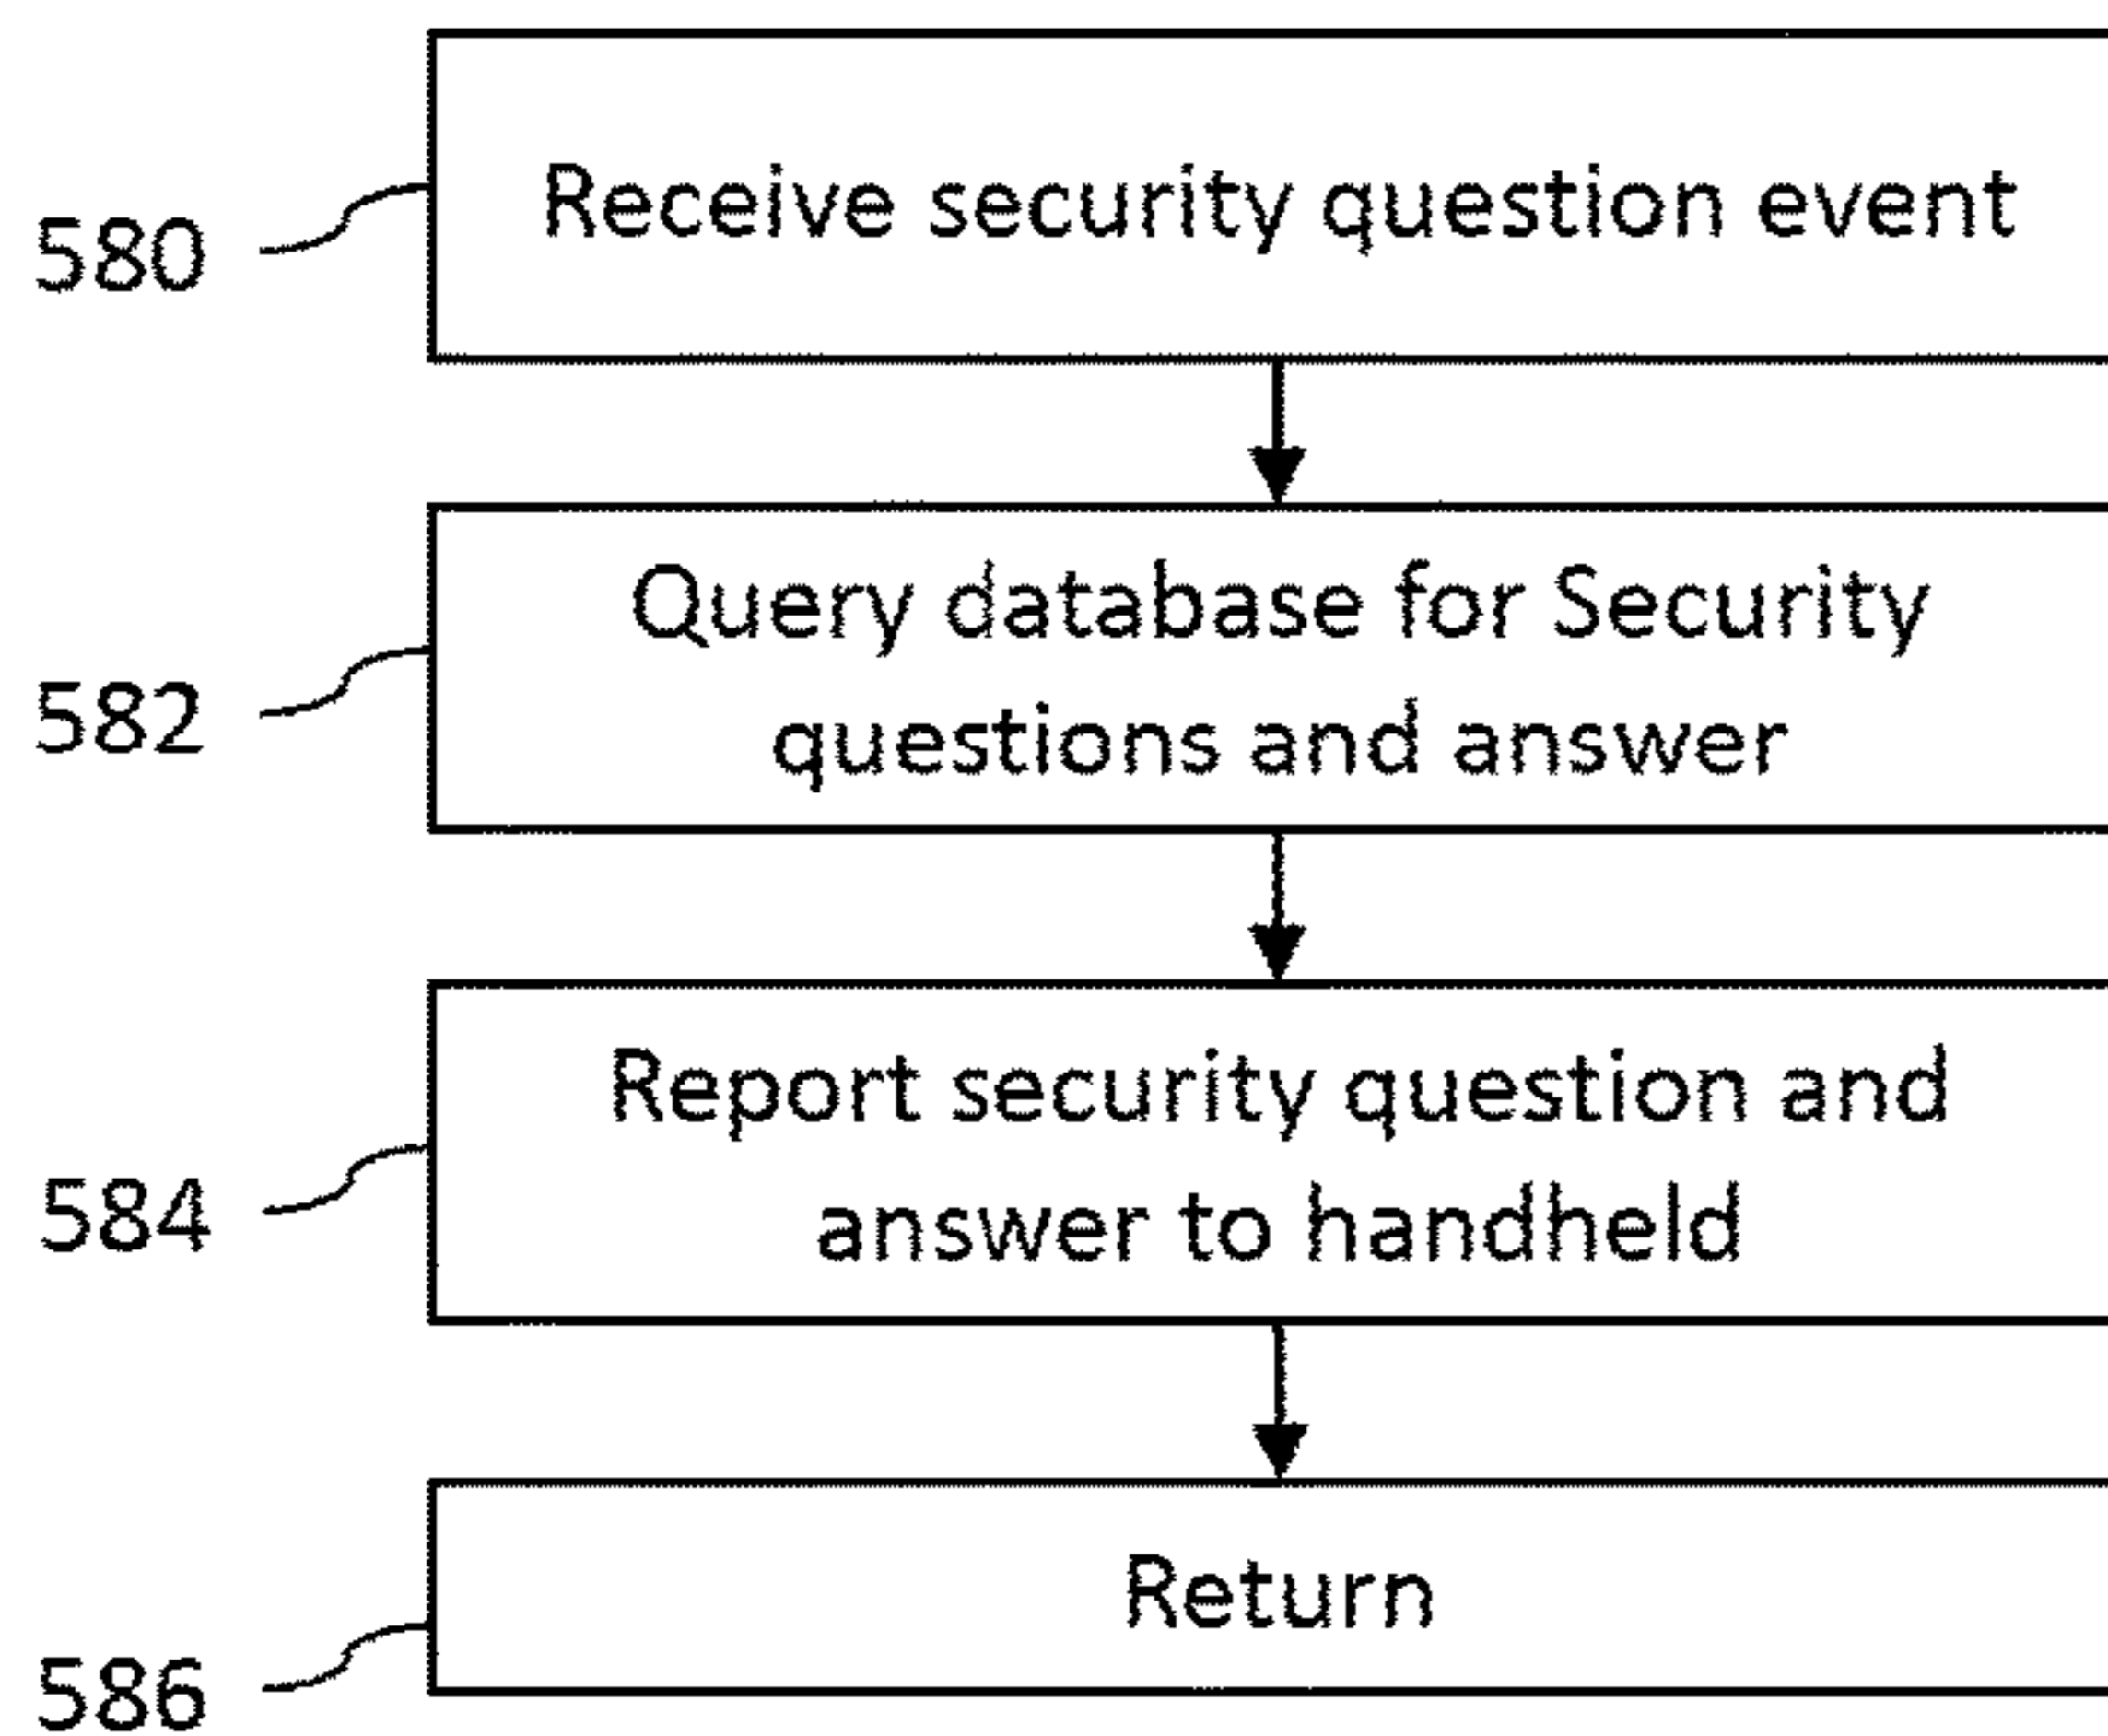 580
Receive security question event
582
Query database for Security
questions and answer
584
Report security question and
answer to handheld
586
Return